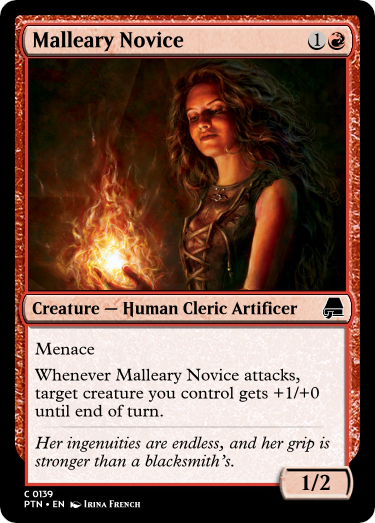 Malleary Novice 1
Creature — Human Cleric Artificer
Menace
Whenever Malleary Novice attacks,
target creature you control gets +1/+0
until end of turn.
Her ingenuities are endless, and her grip is
stronger than a blacksmith's.
1/2
C 0139
PTN • EN Irina French